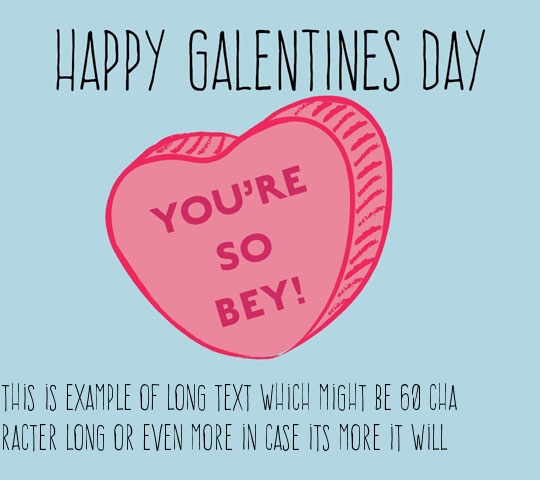 HAPPY GALENTINES DAY
YOU'RE
SO
BEY!
THIS IS EXAMPLE OF LONG TEXT WHICH MIGHT BE 60 CHA
RACTER LONG OR EVEN MORE IN CASE ITS MORE IT WILL